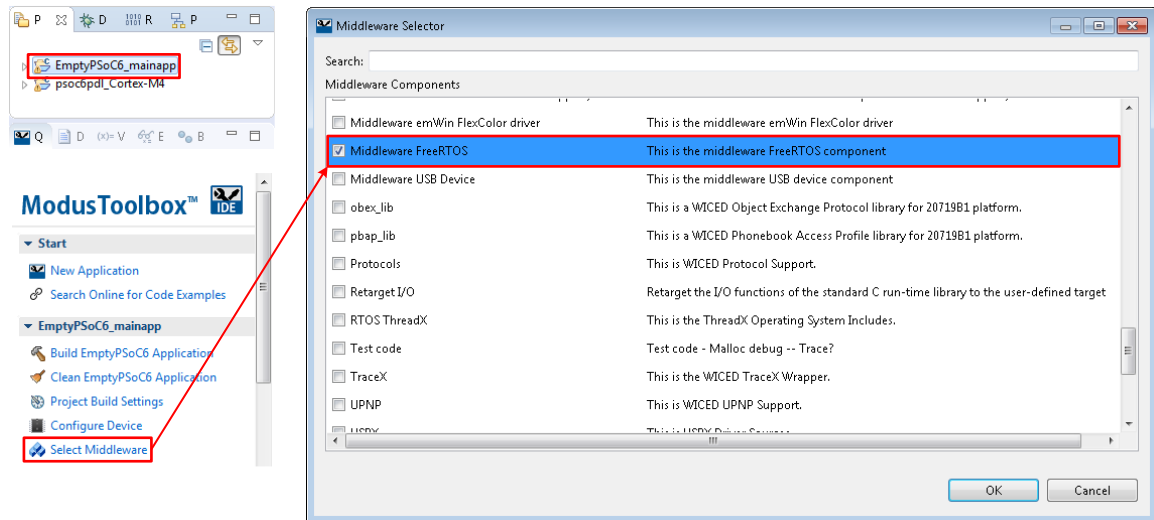 P D R P
EmptyPSoC6_mainapp
psoc6pdl_Cortex-M4
Q D (x)= V E B
ModusToolbox™ IDE
Start
New Application
Search Online for Code Examples
EmptyPSoC6_mainapp
Build EmptyPSoC6 Application
Clean EmptyPSoC6 Application
Project Build Settings
Configure Device
Select Middleware
Middleware Selector
Search:
Middleware Components
Middleware emWin FlexColor driver This is the middleware emWin FlexColor driver
Middleware FreeRTOS This is the middleware FreeRTOS component
Middleware USB Device This is the middleware USB device component
obex_lib This is a WICED Object Exchange Protocol library for 20719B1 platform.
pbap_lib This is a WICED Phonebook Access Profile library for 20719B1 platform.
Protocols This is WICED Protocol Support.
Retarget I/O Retarget the I/O functions of the standard C run-time library to the user-defined target
RTOS ThreadX This is the ThreadX Operating System Includes.
Test code Test code - Malloc debug -- Trace?
TraceX This is the WICED TraceX Wrapper.
UPNP This is WICED UPNP Support.
OK Cancel